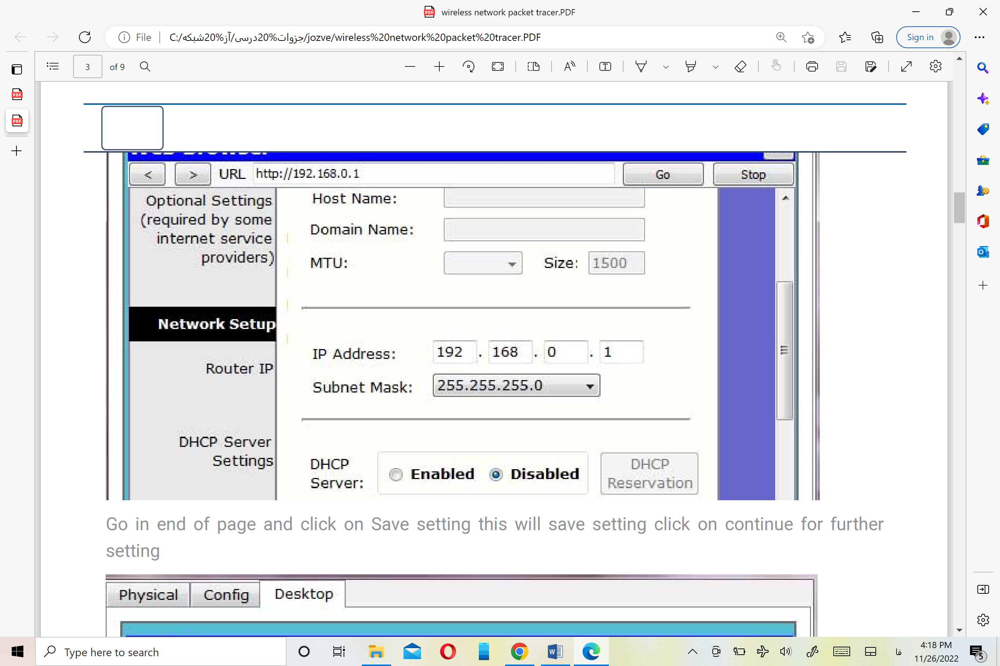 wireless network packet tracer.PDF
File
C:/جزوات%20درسی/آز%20شبکه/jozve/wireless%20network%20packet%20tracer.PDF
Sign in
3 of 9
< > URL http://192.168.0.1 Go Stop
Optional Settings
(required by some
internet service
providers)
Host Name:
Domain Name:
MTU: Size: 1500
Network Setup
Router IP
IP Address: 192 . 168 . 0 . 1
Subnet Mask: 255.255.255.0
DHCP Server
Settings
DHCP
Server:
Enabled Disabled
DHCP
Reservation
Go in end of page and click on Save setting this will save setting click on continue for further
setting
Physical Config Desktop
Type here to search
فا
4:18 PM
11/26/2022
5